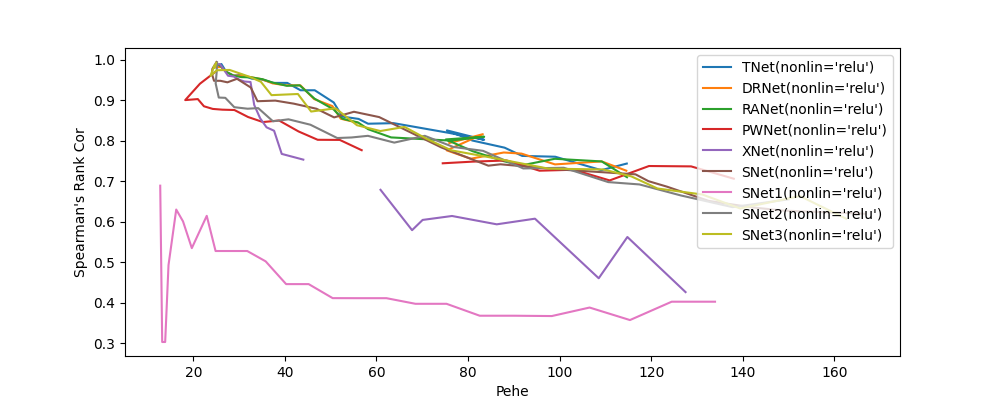 1.0
0.9
0.8
0.7
0.6
0.5
0.4
0.3
Spearman's Rank Cor
TNet(nonlin='relu')
DRNet(nonlin='relu')
RANet(nonlin='relu')
PWNet(nonlin='relu')
XNet(nonlin='relu')
SNet(nonlin='relu')
SNet1(nonlin='relu')
SNet2(nonlin='relu')
SNet3(nonlin='relu')
20 40 60 80 100 120 140 160
Pehe